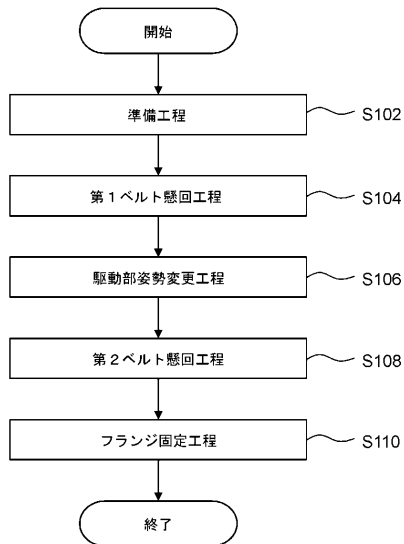 開始
準備工程
S102
第1ベルト懸回工程
S104
駆動部姿勢変更工程
S106
第2ベルト懸回工程
S108
フランジ固定工程
S110
終了